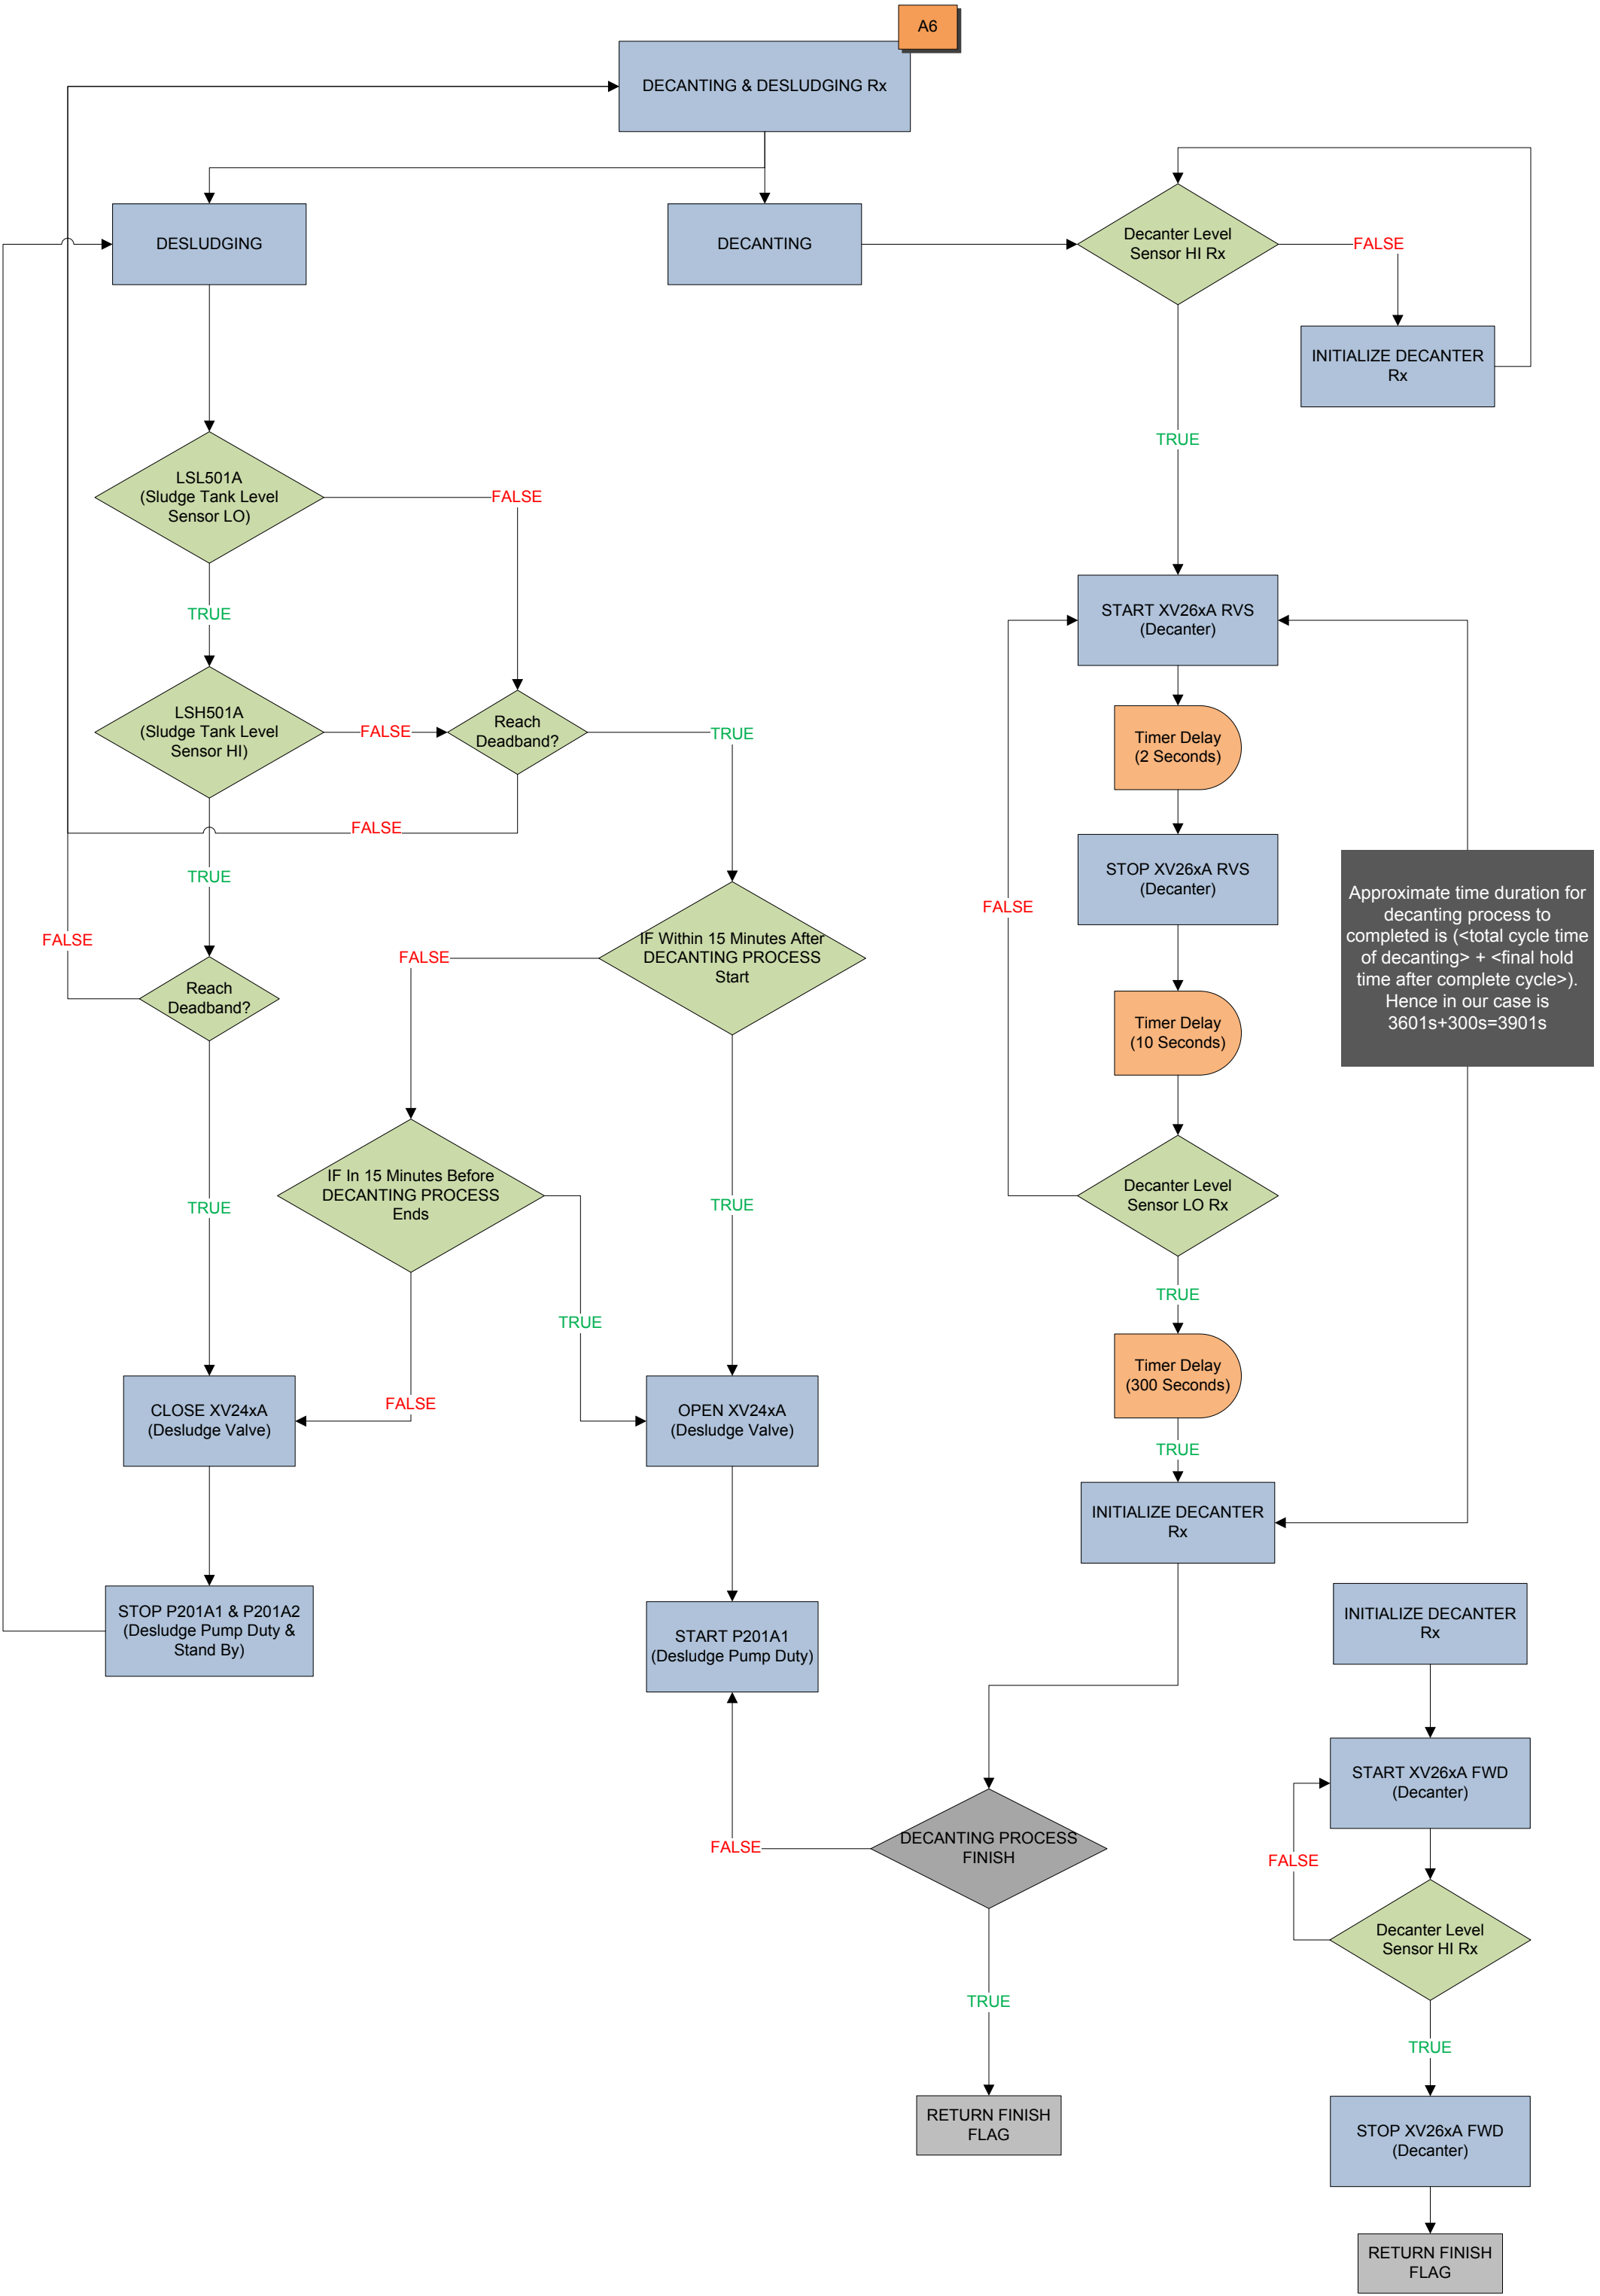 A6
DECANTING & DESLUDGING Rx
DESLUDGING
DECANTING
Decanter Level
Sensor HI Rx
FALSE
INITIALIZE DECANTER
Rx
TRUE
LSL501A
(Sludge Tank Level
Sensor LO)
FALSE
TRUE
LSH501A
(Sludge Tank Level
Sensor HI)
FALSE
Reach
Deadband?
TRUE
FALSE
TRUE
FALSE
Reach
Deadband?
IF Within 15 Minutes After
DECANTING PROCESS
Start
FALSE
IF In 15 Minutes Before
DECANTING PROCESS
Ends
TRUE
TRUE
TRUE
FALSE
CLOSE XV24xA
(Desludge Valve)
OPEN XV24xA
(Desludge Valve)
STOP P201A1 & P201A2
(Desludge Pump Duty &
Stand By)
START P201A1
(Desludge Pump Duty)
START XV26xA RVS
(Decanter)
Timer Delay
(2 Seconds)
STOP XV26xA RVS
(Decanter)
FALSE
Timer Delay
(10 Seconds)
Decanter Level
Sensor LO Rx
TRUE
Timer Delay
(300 Seconds)
TRUE
INITIALIZE DECANTER
Rx
Approximate time duration for
decanting process to
completed is (<total cycle time
of decanting> + <final hold
time after complete cycle>).
Hence in our case is
3601s+300s=3901s
FALSE
DECANTING PROCESS
FINISH
TRUE
RETURN FINISH
FLAG
INITIALIZE DECANTER
Rx
START XV26xA FWD
(Decanter)
FALSE
Decanter Level
Sensor HI Rx
TRUE
STOP XV26xA FWD
(Decanter)
RETURN FINISH
FLAG